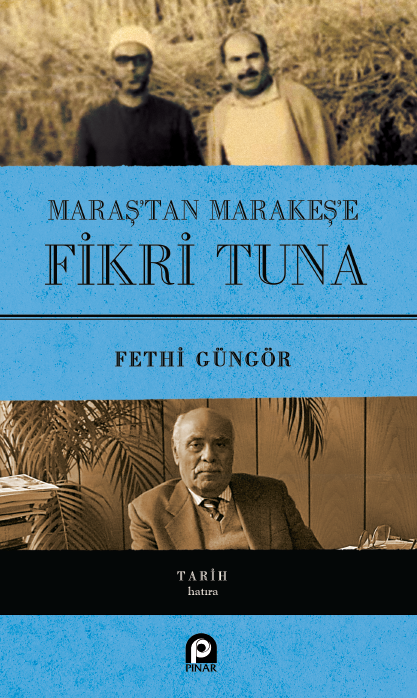 MARAŞ'TAN MARAKEŞ'E
FİKRİ TUNA
FETHİ GÜNGÖR
TARİH
hatıra
PINAR